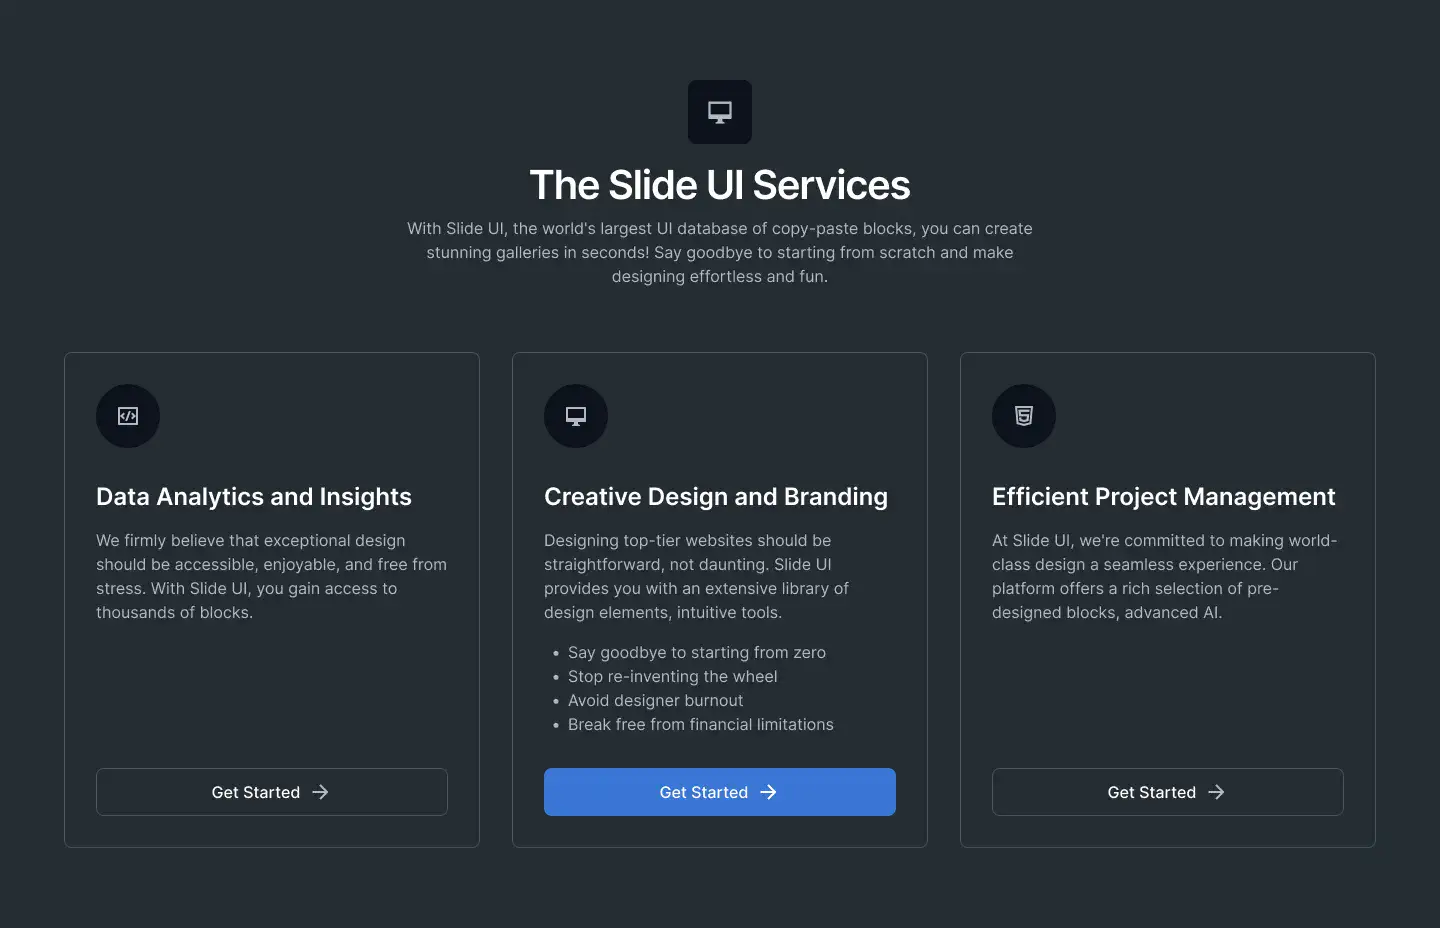 The Slide UI Services
With Slide UI, the world's largest UI database of copy-paste blocks, you can create
stunning galleries in seconds! Say goodbye to starting from scratch and make
designing effortless and fun.
Data Analytics and Insights
We firmly believe that exceptional design
should be accessible, enjoyable, and free from
stress. With Slide UI, you gain access to
thousands of blocks.
Get Started
Creative Design and Branding
Designing top-tier websites should be
straightforward, not daunting. Slide UI
provides you with an extensive library of
design elements, intuitive tools.
• Say goodbye to starting from zero
• Stop re-inventing the wheel
• Avoid designer burnout
• Break free from financial limitations
Get Started
Efficient Project Management
At Slide UI, we're committed to making world-
class design a seamless experience. Our
platform offers a rich selection of pre-
designed blocks, advanced AI.
Get Started